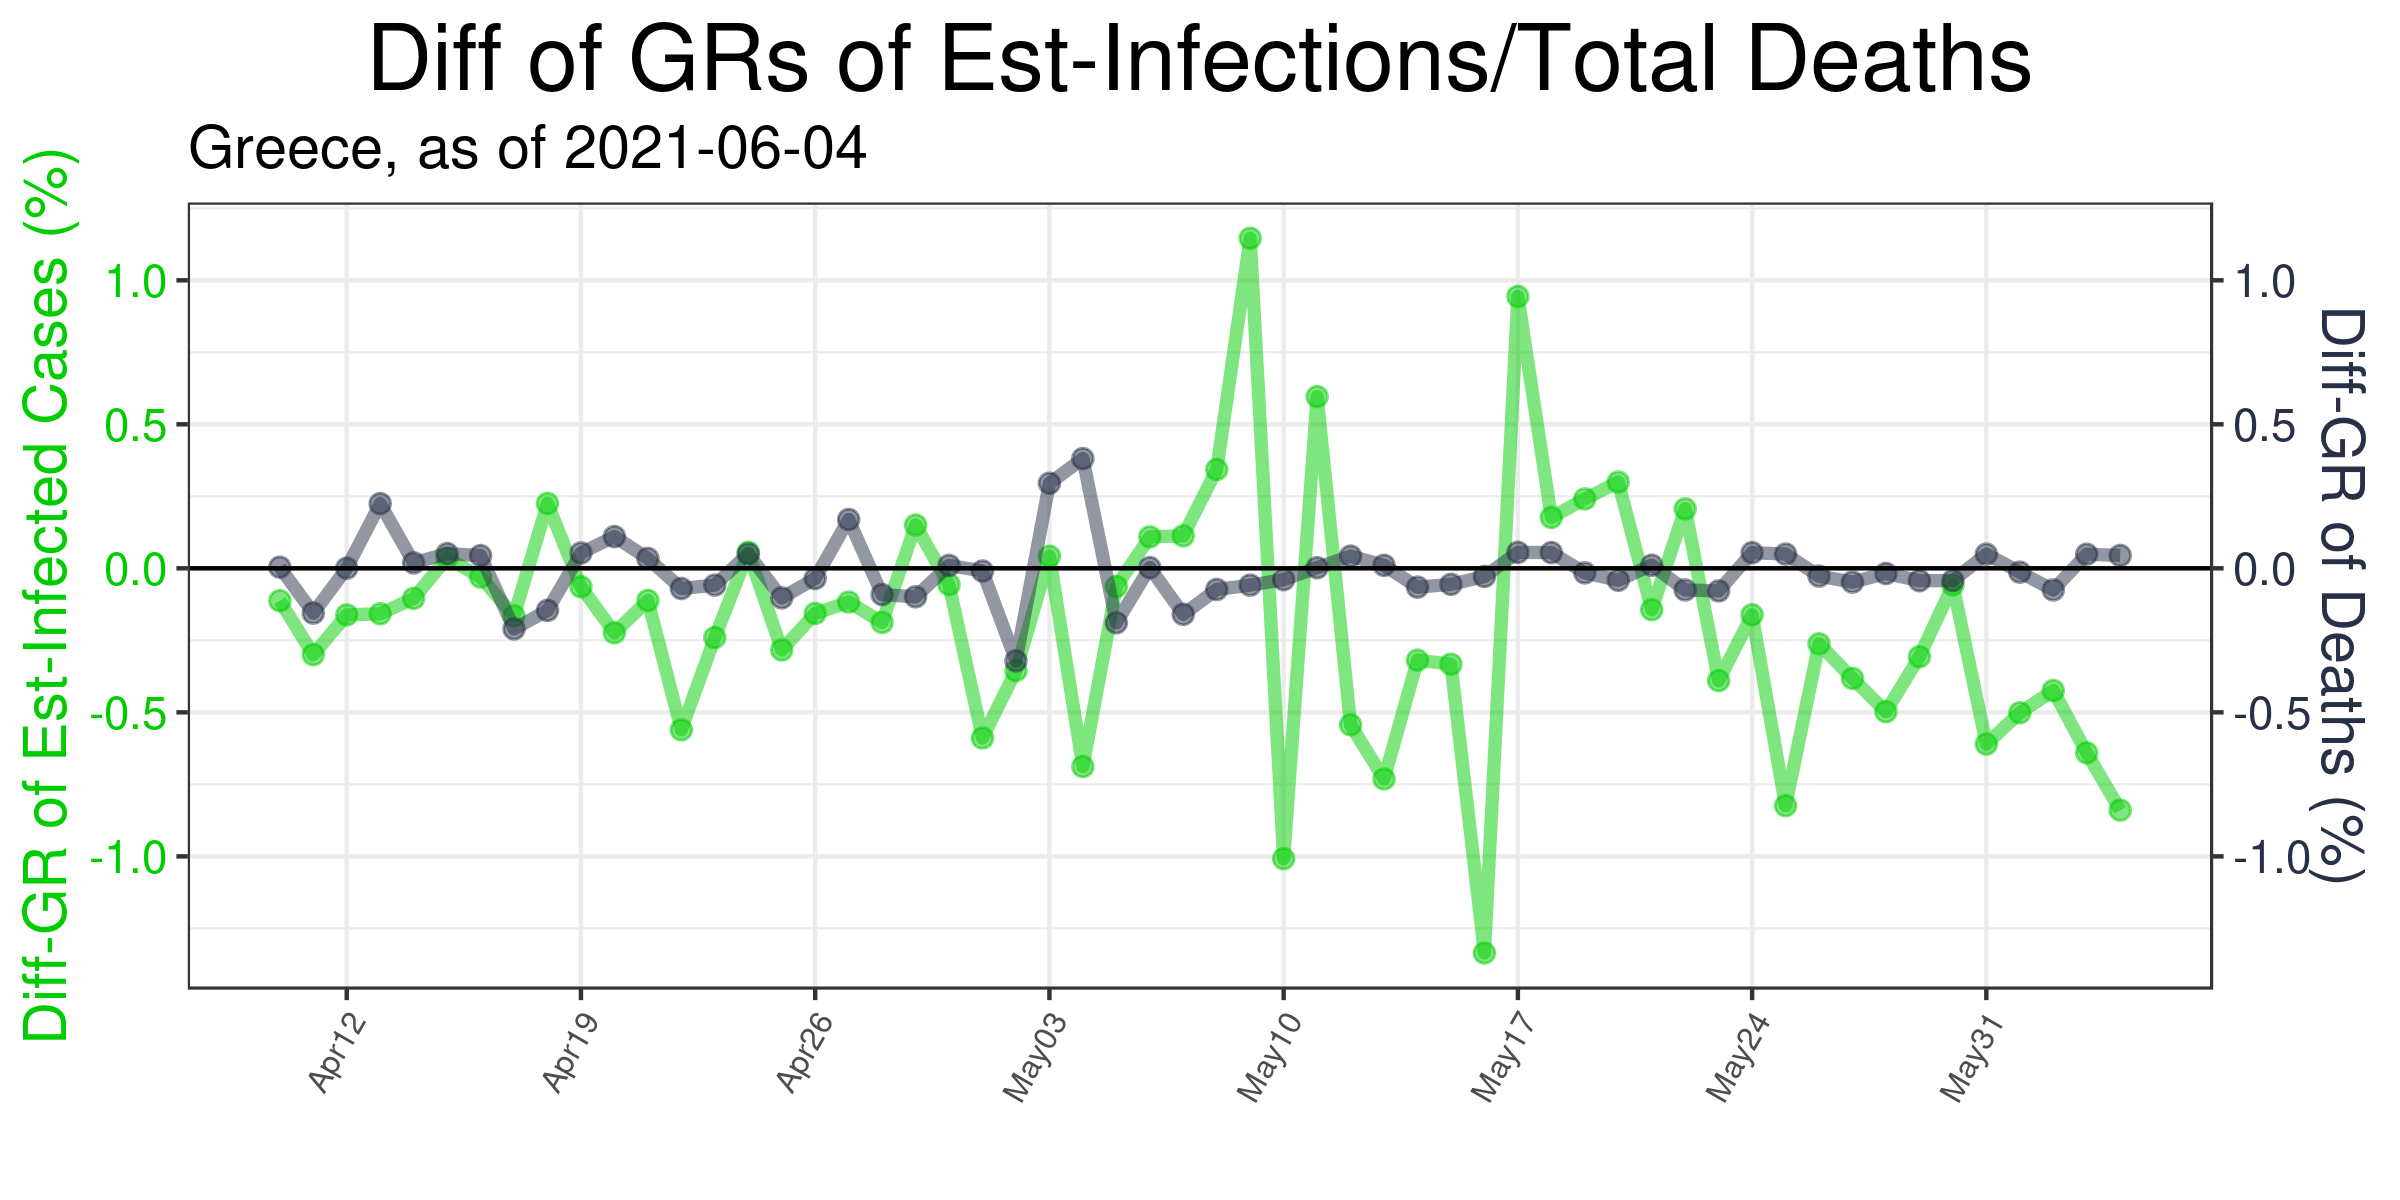 Diff of GRs of Est-Infections/Total Deaths
Greece, as of 2021-06-04
Diff-GR of Est-Infected Cases (%)
1.0
0.5
0.0
-0.5
-1.0
1.0
0.5
0.0
-0.5
-1.0
Diff-GR of Deaths (%)
Apr12
Apr19
Apr26
May03
May10
May17
May24
May31